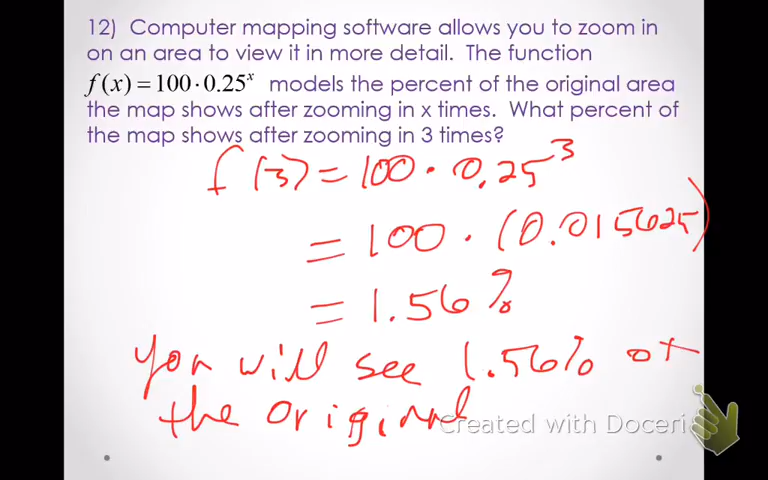 12) Computer mapping software allows you to zoom in
on an area to view it in more detail. The function
f(x) = 100 · 0.25ˣ models the percent of the original area
the map shows after zooming in x times. What percent of
the map shows after zooming in 3 times?
f(3) = 100 · 0.25³
= 100 · (0.015625)
= 1.56%
You will see 1.56% of
the original
Created with Doceri